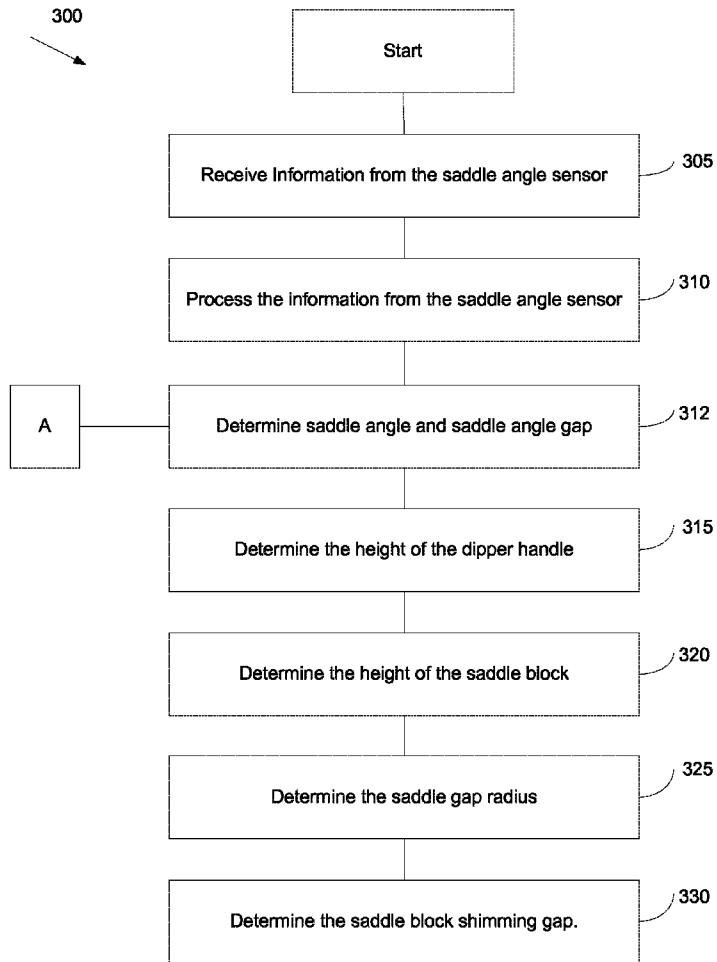 300
Start
Receive Information from the saddle angle sensor
305
Process the information from the saddle angle sensor
310
A
Determine saddle angle and saddle angle gap
312
Determine the height of the dipper handle
315
Determine the height of the saddle block
320
Determine the saddle gap radius
325
Determine the saddle block shimming gap.
330